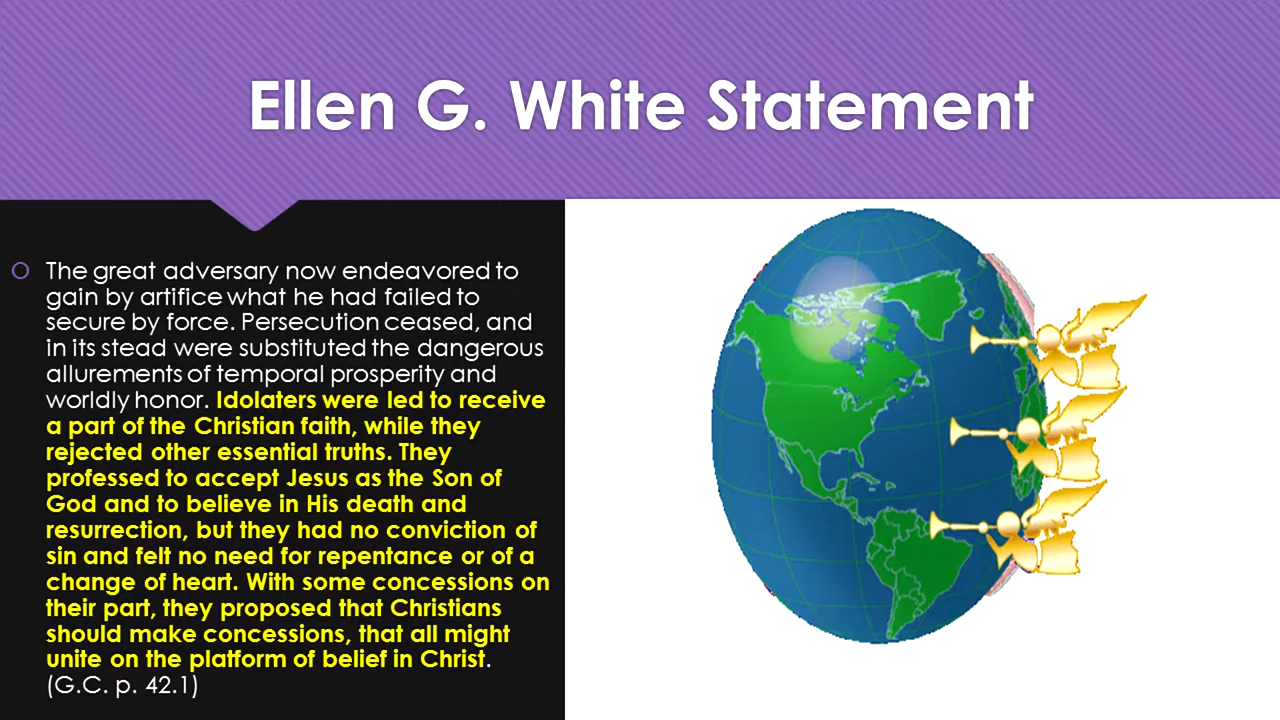 Ellen G. White Statement
The great adversary now endeavored to
gain by artifice what he had failed to
secure by force. Persecution ceased, and
in its stead were substituted the dangerous
allurements of temporal prosperity and
worldly honor. Idolaters were led to receive
a part of the Christian faith, while they
rejected other essential truths. They
professed to accept Jesus as the Son of
God and to believe in His death and
resurrection, but they had no conviction of
sin and felt no need for repentance or of a
change of heart. With some concessions on
their part, they proposed that Christians
should make concessions, that all might
unite on the platform of belief in Christ.
(G.C. p. 42.1)